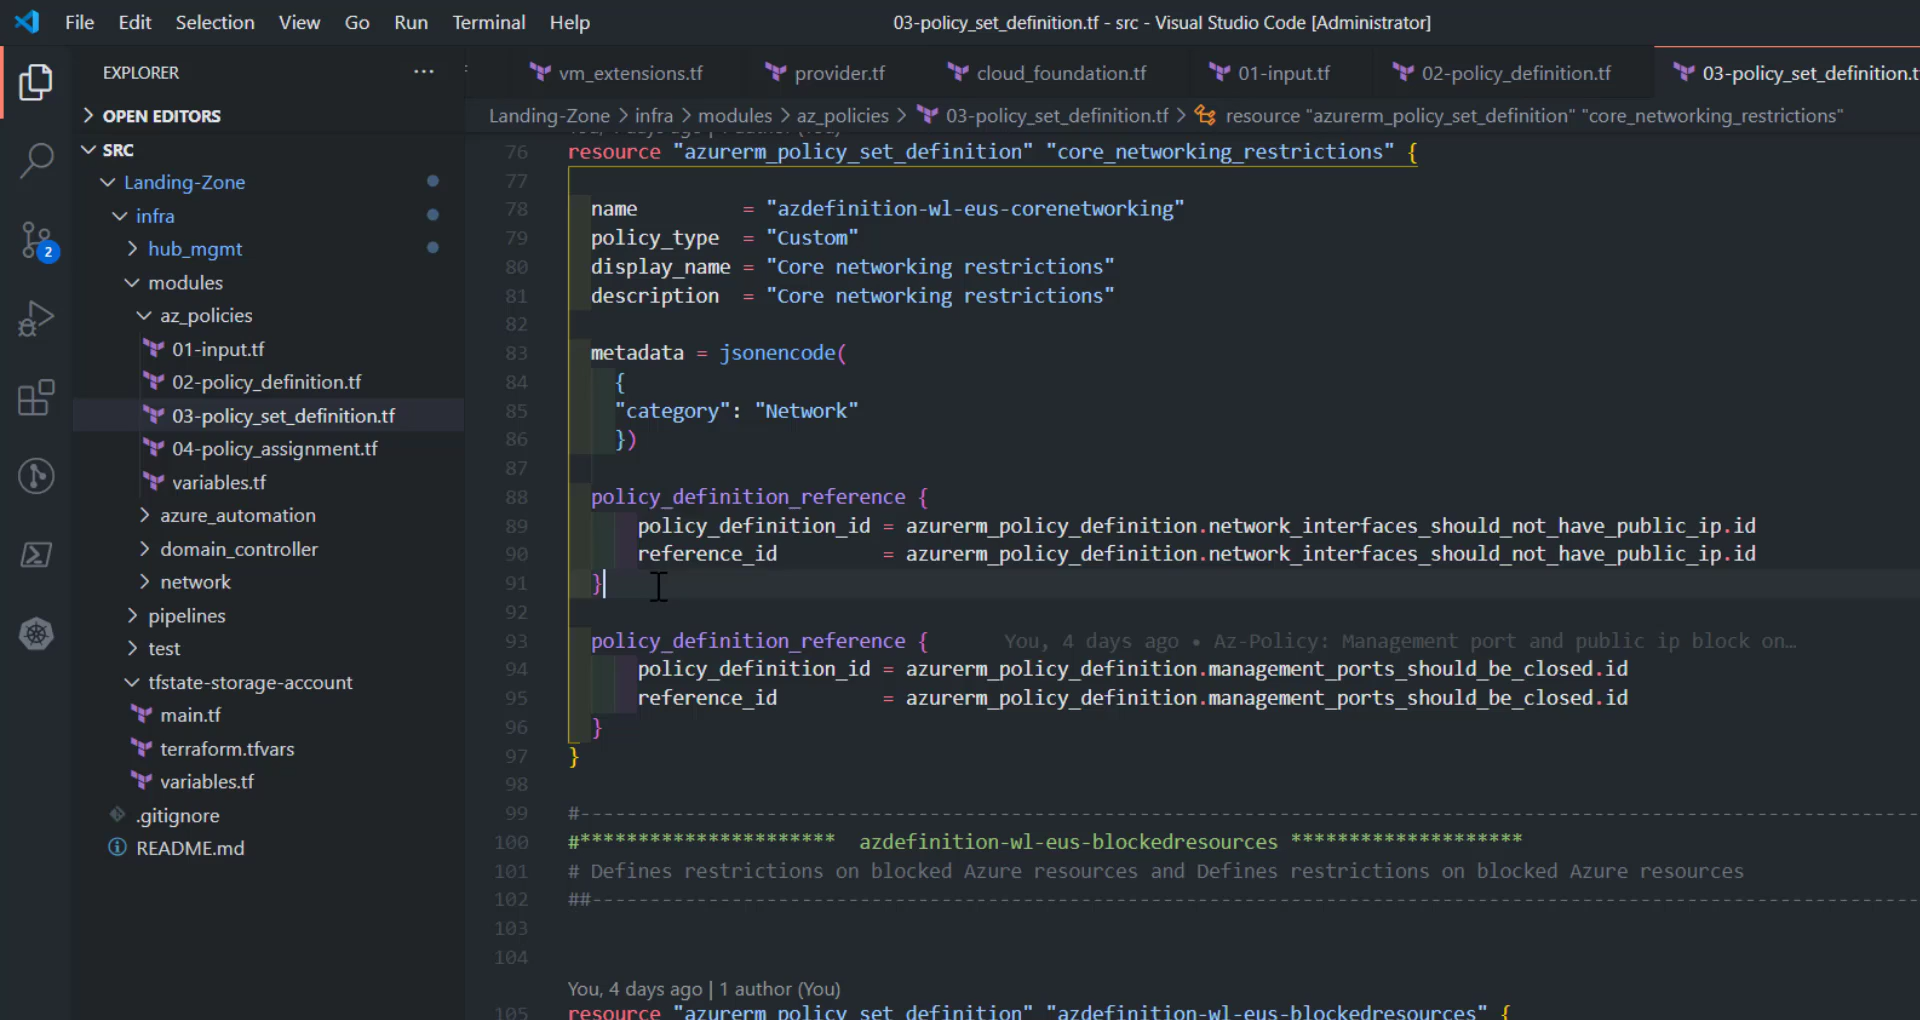 File Edit Selection View Go Run Terminal Help
03-policy_set_definition.tf - src - Visual Studio Code [Administrator]
EXPLORER ···
vm_extensions.tf
provider.tf
cloud_foundation.tf
01-input.tf
02-policy_definition.tf
03-policy_set_definition.t
OPEN EDITORS
SRC
Landing-Zone
infra
hub_mgmt
modules
az_policies
01-input.tf
02-policy_definition.tf
03-policy_set_definition.tf
04-policy_assignment.tf
variables.tf
azure_automation
domain_controller
network
pipelines
test
tfstate-storage-account
main.tf
terraform.tfvars
variables.tf
.gitignore
README.md
2
Landing-Zone > infra > modules > az_policies > 03-policy_set_definition.tf > resource "azurerm_policy_set_definition" "core_networking_restrictions"
You, 4 days ago | 1 author (You)
76 resource "azurerm_policy_set_definition" "core_networking_restrictions" {
77
78 name = "azdefinition-wl-eus-corenetworking"
79 policy_type = "Custom"
80 display_name = "Core networking restrictions"
81 description = "Core networking restrictions"
82
83 metadata = jsonencode(
84 {
85 "category": "Network"
86 })
87
88 policy_definition_reference {
89 policy_definition_id = azurerm_policy_definition.network_interfaces_should_not_have_public_ip.id
90 reference_id = azurerm_policy_definition.network_interfaces_should_not_have_public_ip.id
91 }
92
93 policy_definition_reference { You, 4 days ago • Az-Policy: Management port and public ip block on…
94 policy_definition_id = azurerm_policy_definition.management_ports_should_be_closed.id
95 reference_id = azurerm_policy_definition.management_ports_should_be_closed.id
96 }
97 }
98
99 #--------------------------------------------------------------------------------------------------------------------
100 #********************** azdefinition-wl-eus-blockedresources ********************
101 # Defines restrictions on blocked Azure resources and Defines restrictions on blocked Azure resources
102 ##-------------------------------------------------------------------------------------------------------------------
103
104
You, 4 days ago | 1 author (You)
105 resource "azurerm_policy_set_definition" "azdefinition-wl-eus-blockedresources" {